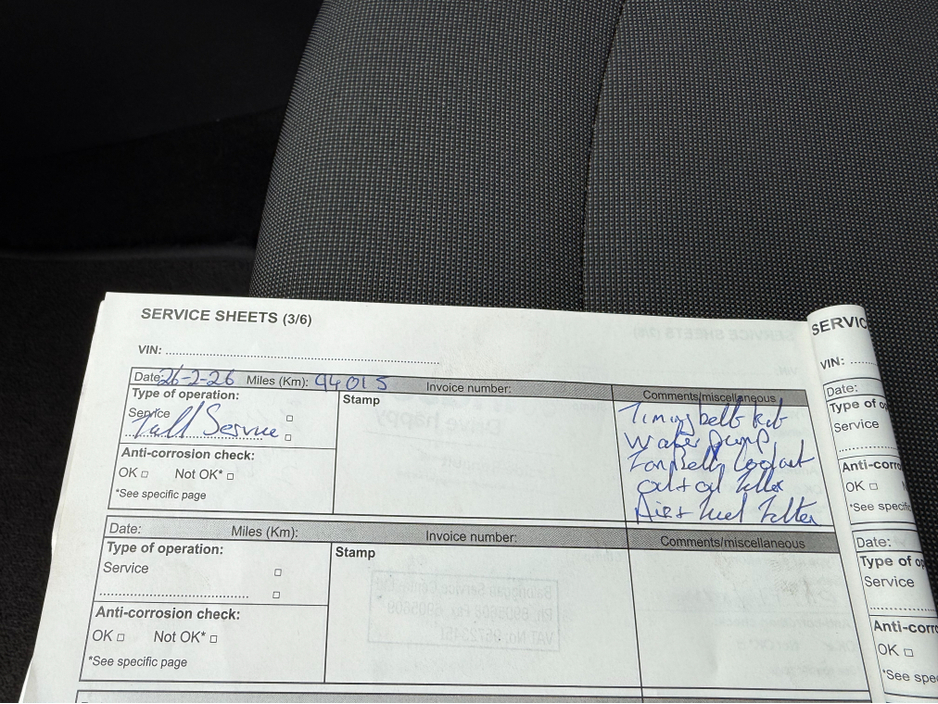 SERVICE SHEETS (3/6)
VIN:
Date: 26-2-26 Miles (Km): 94015 Invoice number:
Type of operation:
Service
Full Service
Anti-corrosion check:
OK Not OK*
*See specific page
Stamp
Comments/miscellaneous
Timing belt kit
Water pump
Fan Belt Coolant
Oil + oil Filter
Air + Fuel Filter
Date: Miles (Km): Invoice number:
Type of operation:
Service
Anti-corrosion check:
OK Not OK*
*See specific page
Stamp
Comments/miscellaneous
SERVIC
VIN:
Date:
Type of op
Service
Anti-corro
OK
*See specific
Date:
Type of op
Service
Anti-corro
OK
*See spe